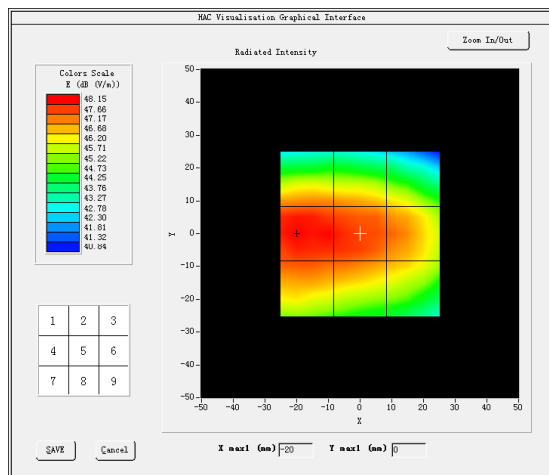 HAC Visualisation Graphical Interface
Zoom In/Out
Radiated Intensity
Colors Scale
E (dB (V/m))
48.15
47.66
47.17
46.68
46.20
45.71
45.22
44.73
44.25
43.76
43.27
42.78
42.30
41.81
41.32
40.84
50
40
30
20
10
0
-10
-20
-30
-40
-50
Y
-50 -40 -30 -20 -10 0 10 20 30 40 50
X
1 2 3
4 5 6
7 8 9
SAVE Cancel
X max1 (mm) -20 Y max1 (mm) 0